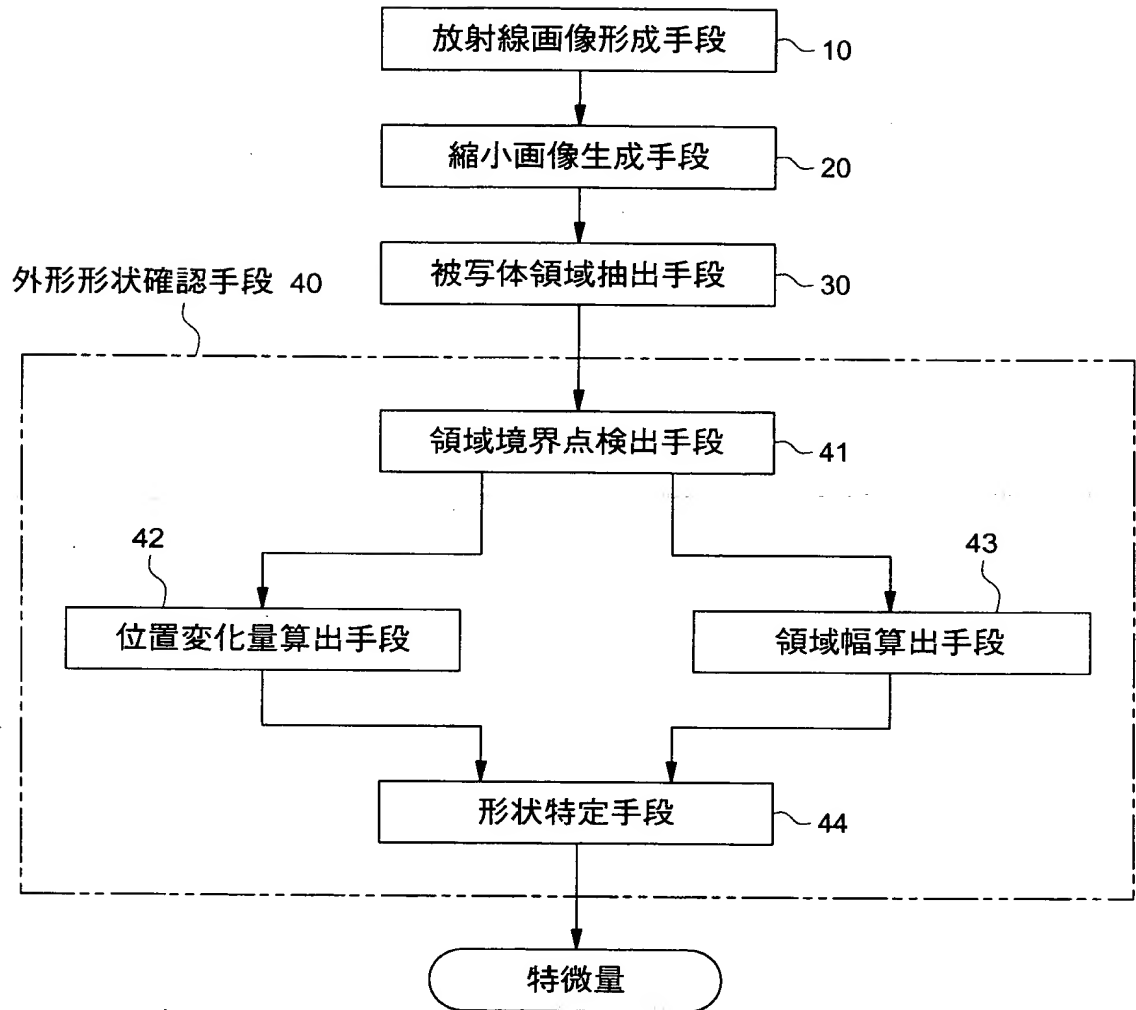 放射線画像形成手段 10
縮小画像生成手段 20
被写体領域抽出手段 30
外形形状確認手段 40
領域境界点検出手段 41
42 43
位置変化量算出手段 領域幅算出手段
形状特定手段 44
特微量